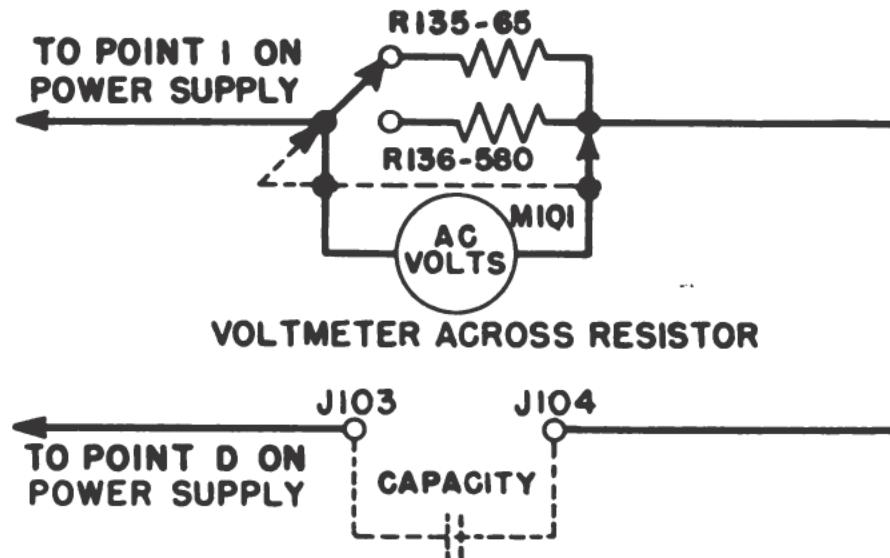 R135-65
TO POINT 1 ON
POWER SUPPLY
R136-580
M101
AC
VOLTS
VOLTMETER ACROSS RESISTOR
J103
J104
TO POINT D ON
POWER SUPPLY
CAPACITY